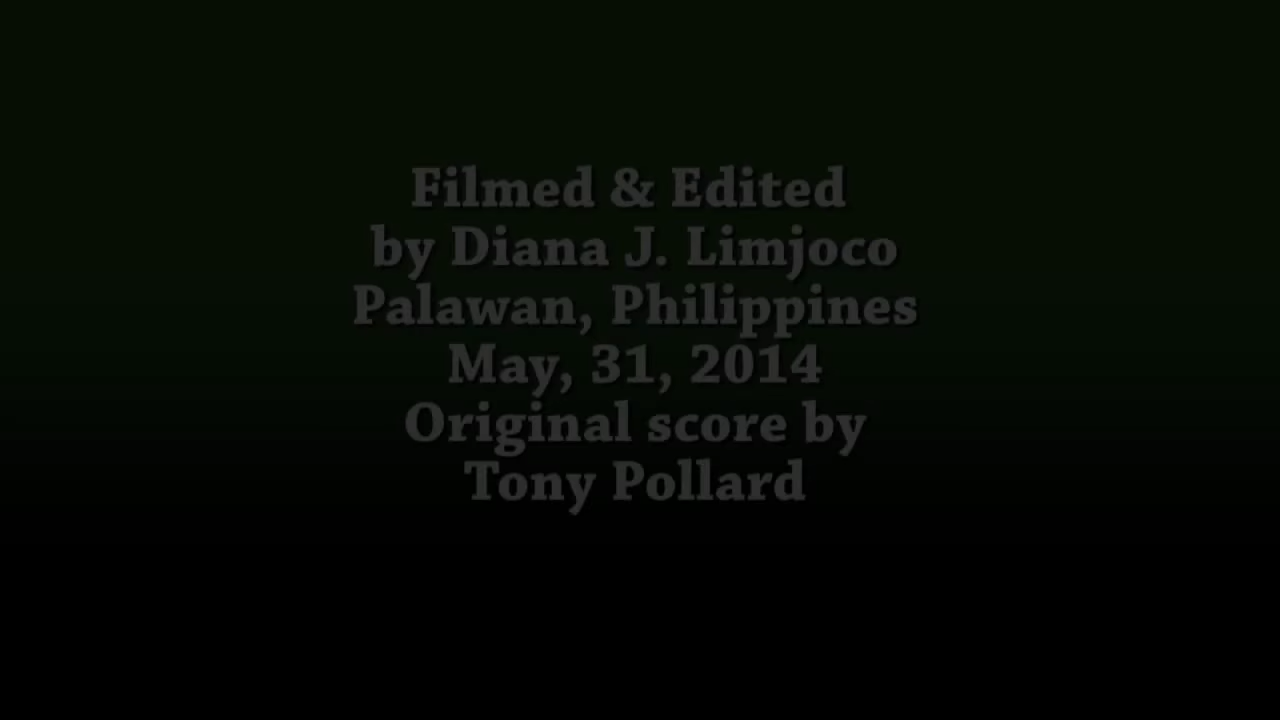 Filmed & Edited
by Diana J. Limjoco
Palawan, Philippines
May, 31, 2014
Original score by
Tony Pollard